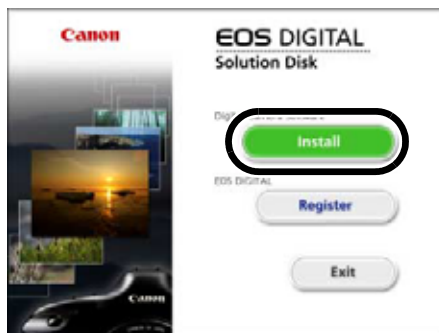 Canon
EOS DIGITAL
Solution Disk
Install
EOS DIGITAL
Register
Exit
Canon